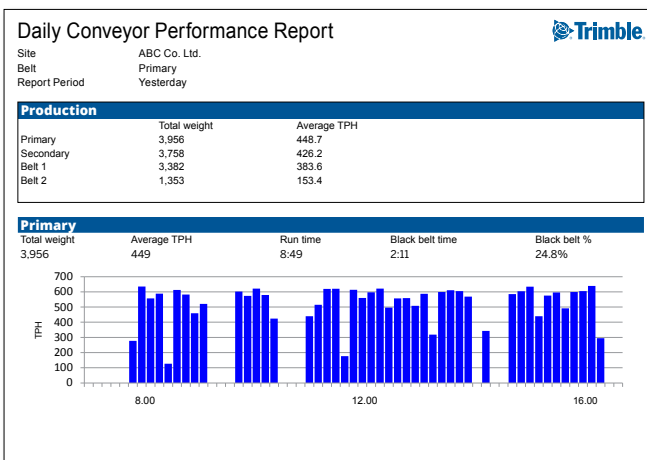 Daily Conveyor Performance Report
Trimble
Site ABC Co. Ltd.
Belt Primary
Report Period Yesterday
Production
Total weight Average TPH
Primary 3,956 448.7
Secondary 3,758 426.2
Belt 1 3,382 383.6
Belt 2 1,353 153.4
Primary
Total weight Average TPH Run time Black belt time Black belt %
3,956 449 8:49 2:11 24.8%
700
600
500
400
300
200
100
0
TPH
8.00 12.00 16.00